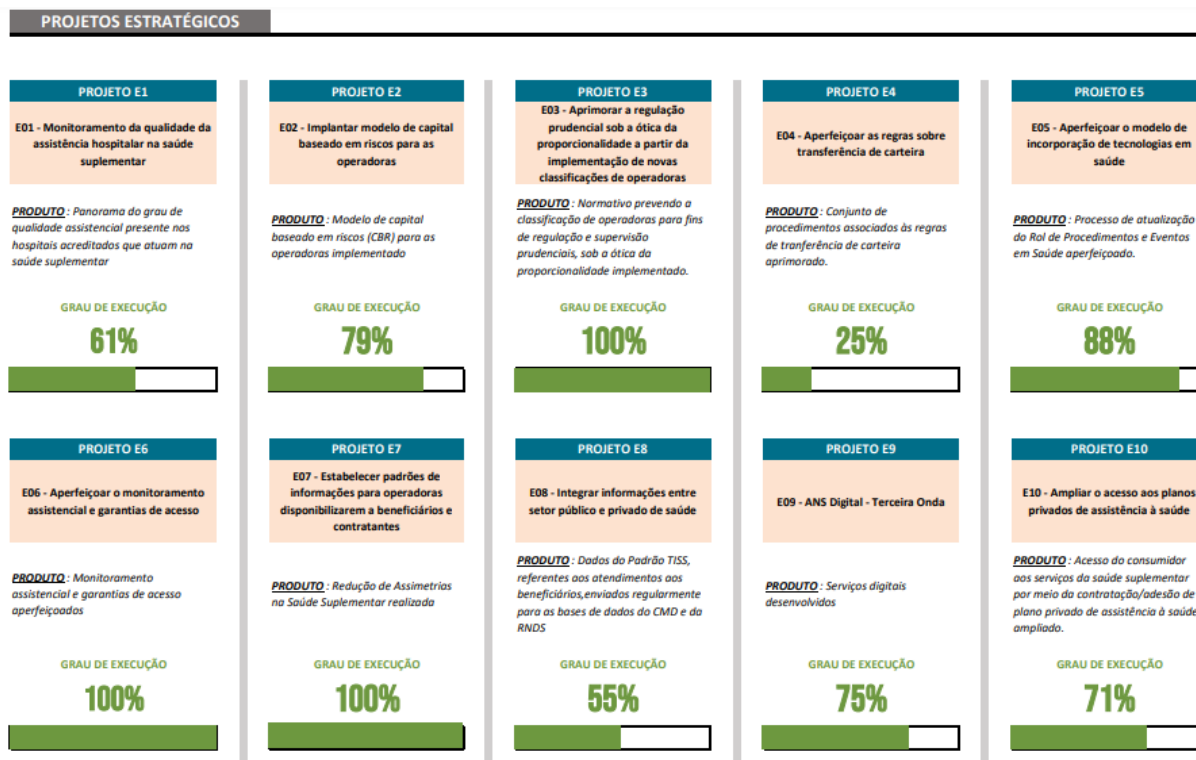 PROJETOS ESTRATÉGICOS
PROJETO E1
E01 - Monitoramento da qualidade da
assistência hospitalar na saúde
suplementar
PRODUTO : Panorama do grau de
qualidade assistencial presente nos
hospitais acreditados que atuam na
saúde suplementar
GRAU DE EXECUÇÃO
61%
PROJETO E2
E02 - Implantar modelo de capital
baseado em riscos para as
operadoras
PRODUTO : Modelo de capital
baseado em riscos (CBR) para as
operadoras implementado
GRAU DE EXECUÇÃO
79%
PROJETO E3
E03 - Aprimorar a regulação
prudencial sob a ótica da
proporcionalidade a partir da
implementação de novas
classificações de operadoras
PRODUTO : Normativo prevendo a
classificação de operadoras para fins
de regulação e supervisão
prudenciais, sob a ótica da
proporcionalidade implementado.
GRAU DE EXECUÇÃO
100%
PROJETO E4
E04 - Aperfeiçoar as regras sobre
transferência de carteira
PRODUTO : Conjunto de
procedimentos associados às regras
de tranferência de carteira
aprimorado.
GRAU DE EXECUÇÃO
25%
PROJETO E5
E05 - Aperfeiçoar o modelo de
incorporação de tecnologias em
saúde
PRODUTO : Processo de atualização
do Rol de Procedimentos e Eventos
em Saúde aperfeiçoado.
GRAU DE EXECUÇÃO
88%
PROJETO E6
E06 - Aperfeiçoar o monitoramento
assistencial e garantias de acesso
PRODUTO : Monitoramento
assistencial e garantias de acesso
aperfeiçoados
GRAU DE EXECUÇÃO
100%
PROJETO E7
E07 - Estabelecer padrões de
informações para operadoras
disponibilizarem a beneficiários e
contratantes
PRODUTO : Redução de Assimetrias
na Saúde Suplementar realizada
GRAU DE EXECUÇÃO
100%
PROJETO E8
E08 - Integrar informações entre
setor público e privado de saúde
PRODUTO : Dados do Padrão TISS,
referentes aos atendimentos aos
beneficiários,enviados regularmente
para as bases de dados do CMD e da
RNDS
GRAU DE EXECUÇÃO
55%
PROJETO E9
E09 - ANS Digital - Terceira Onda
PRODUTO : Serviços digitais
desenvolvidos
GRAU DE EXECUÇÃO
75%
PROJETO E10
E10 - Ampliar o acesso aos planos
privados de assistência à saúde
PRODUTO : Acesso do consumidor
aos serviços da saúde suplementar
por meio da contratação/adesão de
plano privado de assistência à saúde
ampliado.
GRAU DE EXECUÇÃO
71%